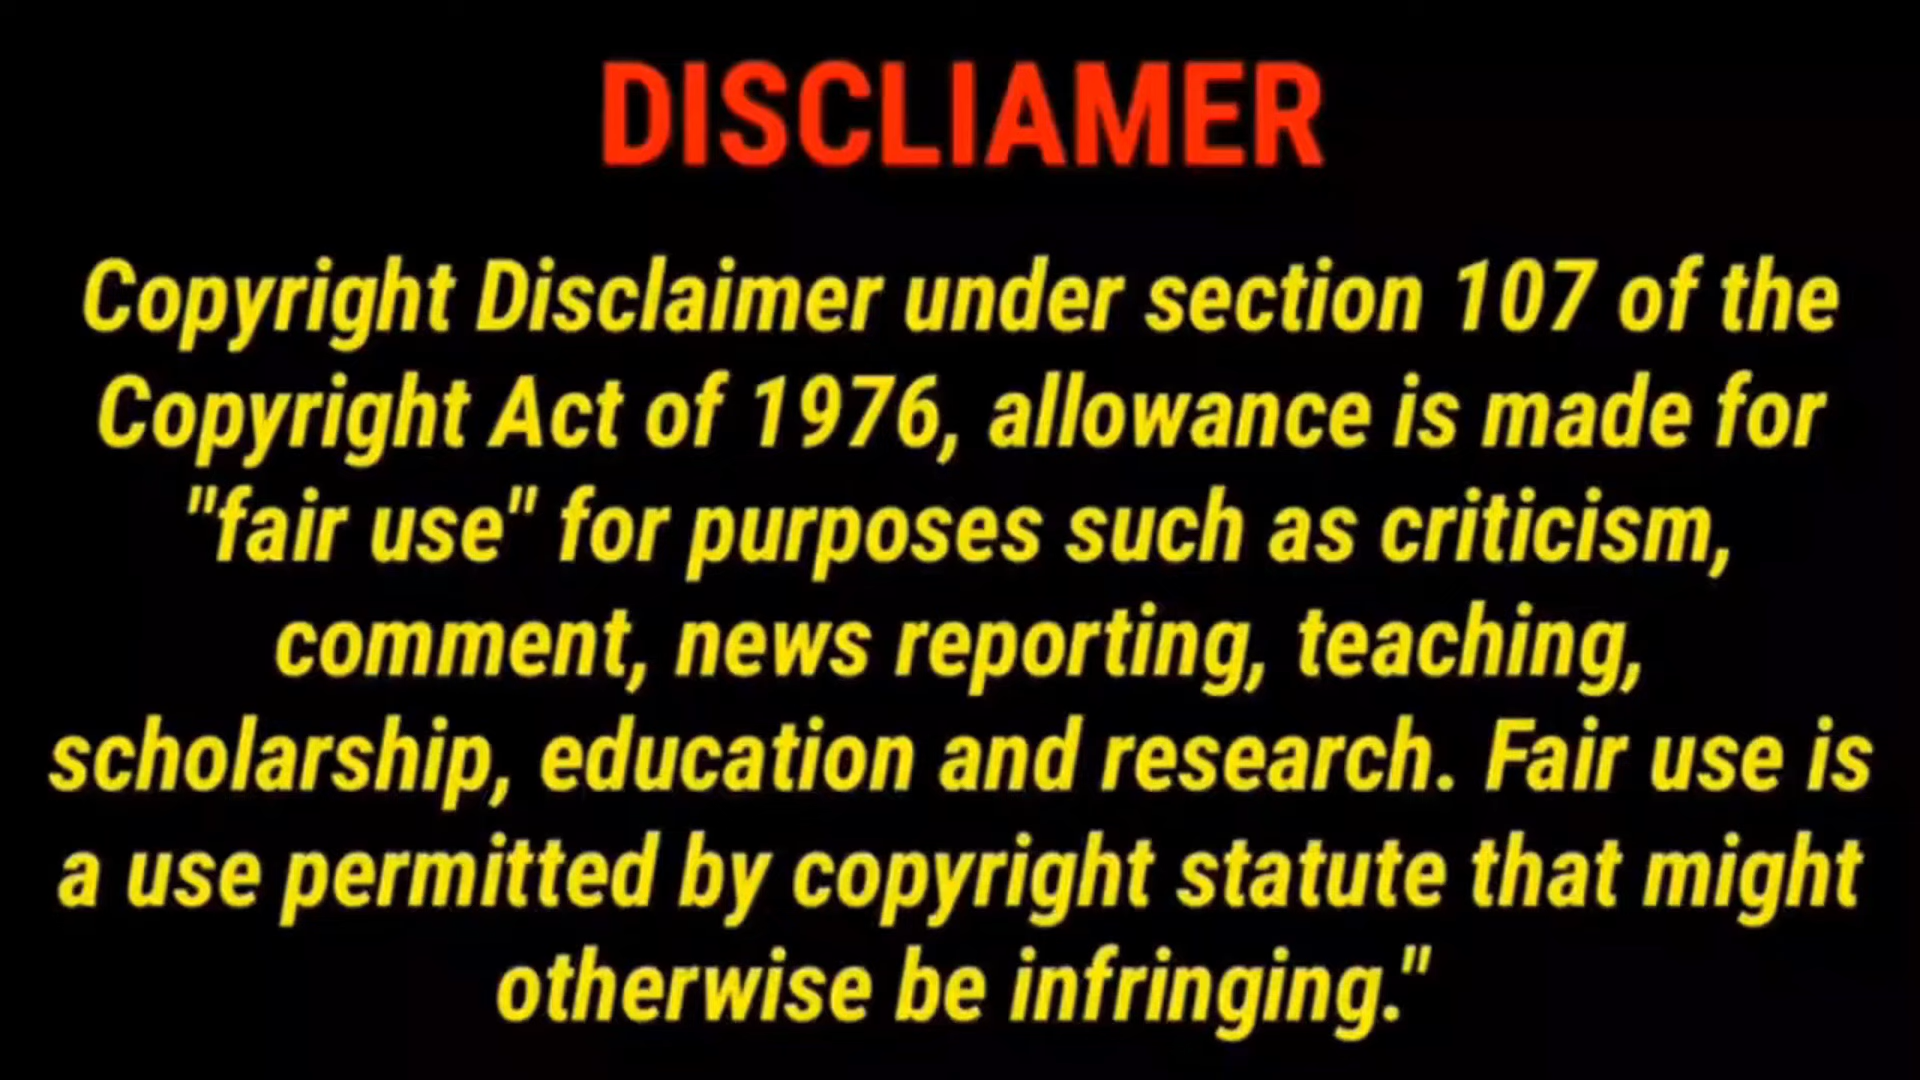 DISCLIAMER
Copyright Disclaimer under section 107 of the
Copyright Act of 1976, allowance is made for
"fair use" for purposes such as criticism,
comment, news reporting, teaching,
scholarship, education and research. Fair use is
a use permitted by copyright statute that might
otherwise be infringing."